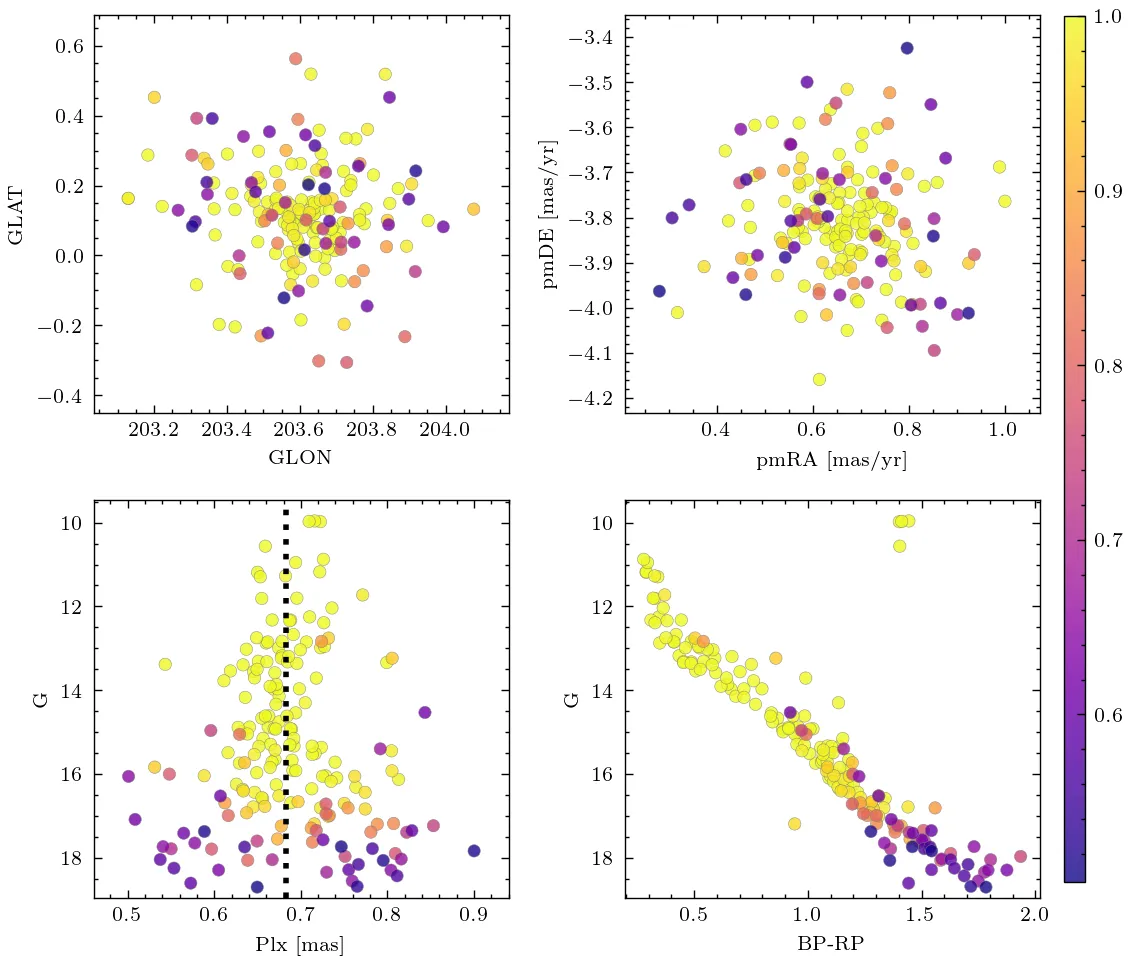 0.6
0.4
0.2
0.0
−0.2
−0.4
GLAT
203.2 203.4 203.6 203.8 204.0
GLON
−3.4
−3.5
−3.6
−3.7
−3.8
−3.9
−4.0
−4.1
−4.2
pmDE [mas/yr]
0.4 0.6 0.8 1.0
pmRA [mas/yr]
1.0
0.9
0.8
0.7
0.6
10
12
14
16
18
G
0.5 0.6 0.7 0.8 0.9
Plx [mas]
10
12
14
16
18
G
0.5 1.0 1.5 2.0
BP-RP